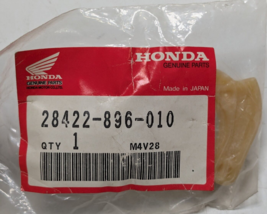 HONDA
HONDA
GENUINE PARTS
Made in JAPAN
28422-896-010
QTY 1 M4V28